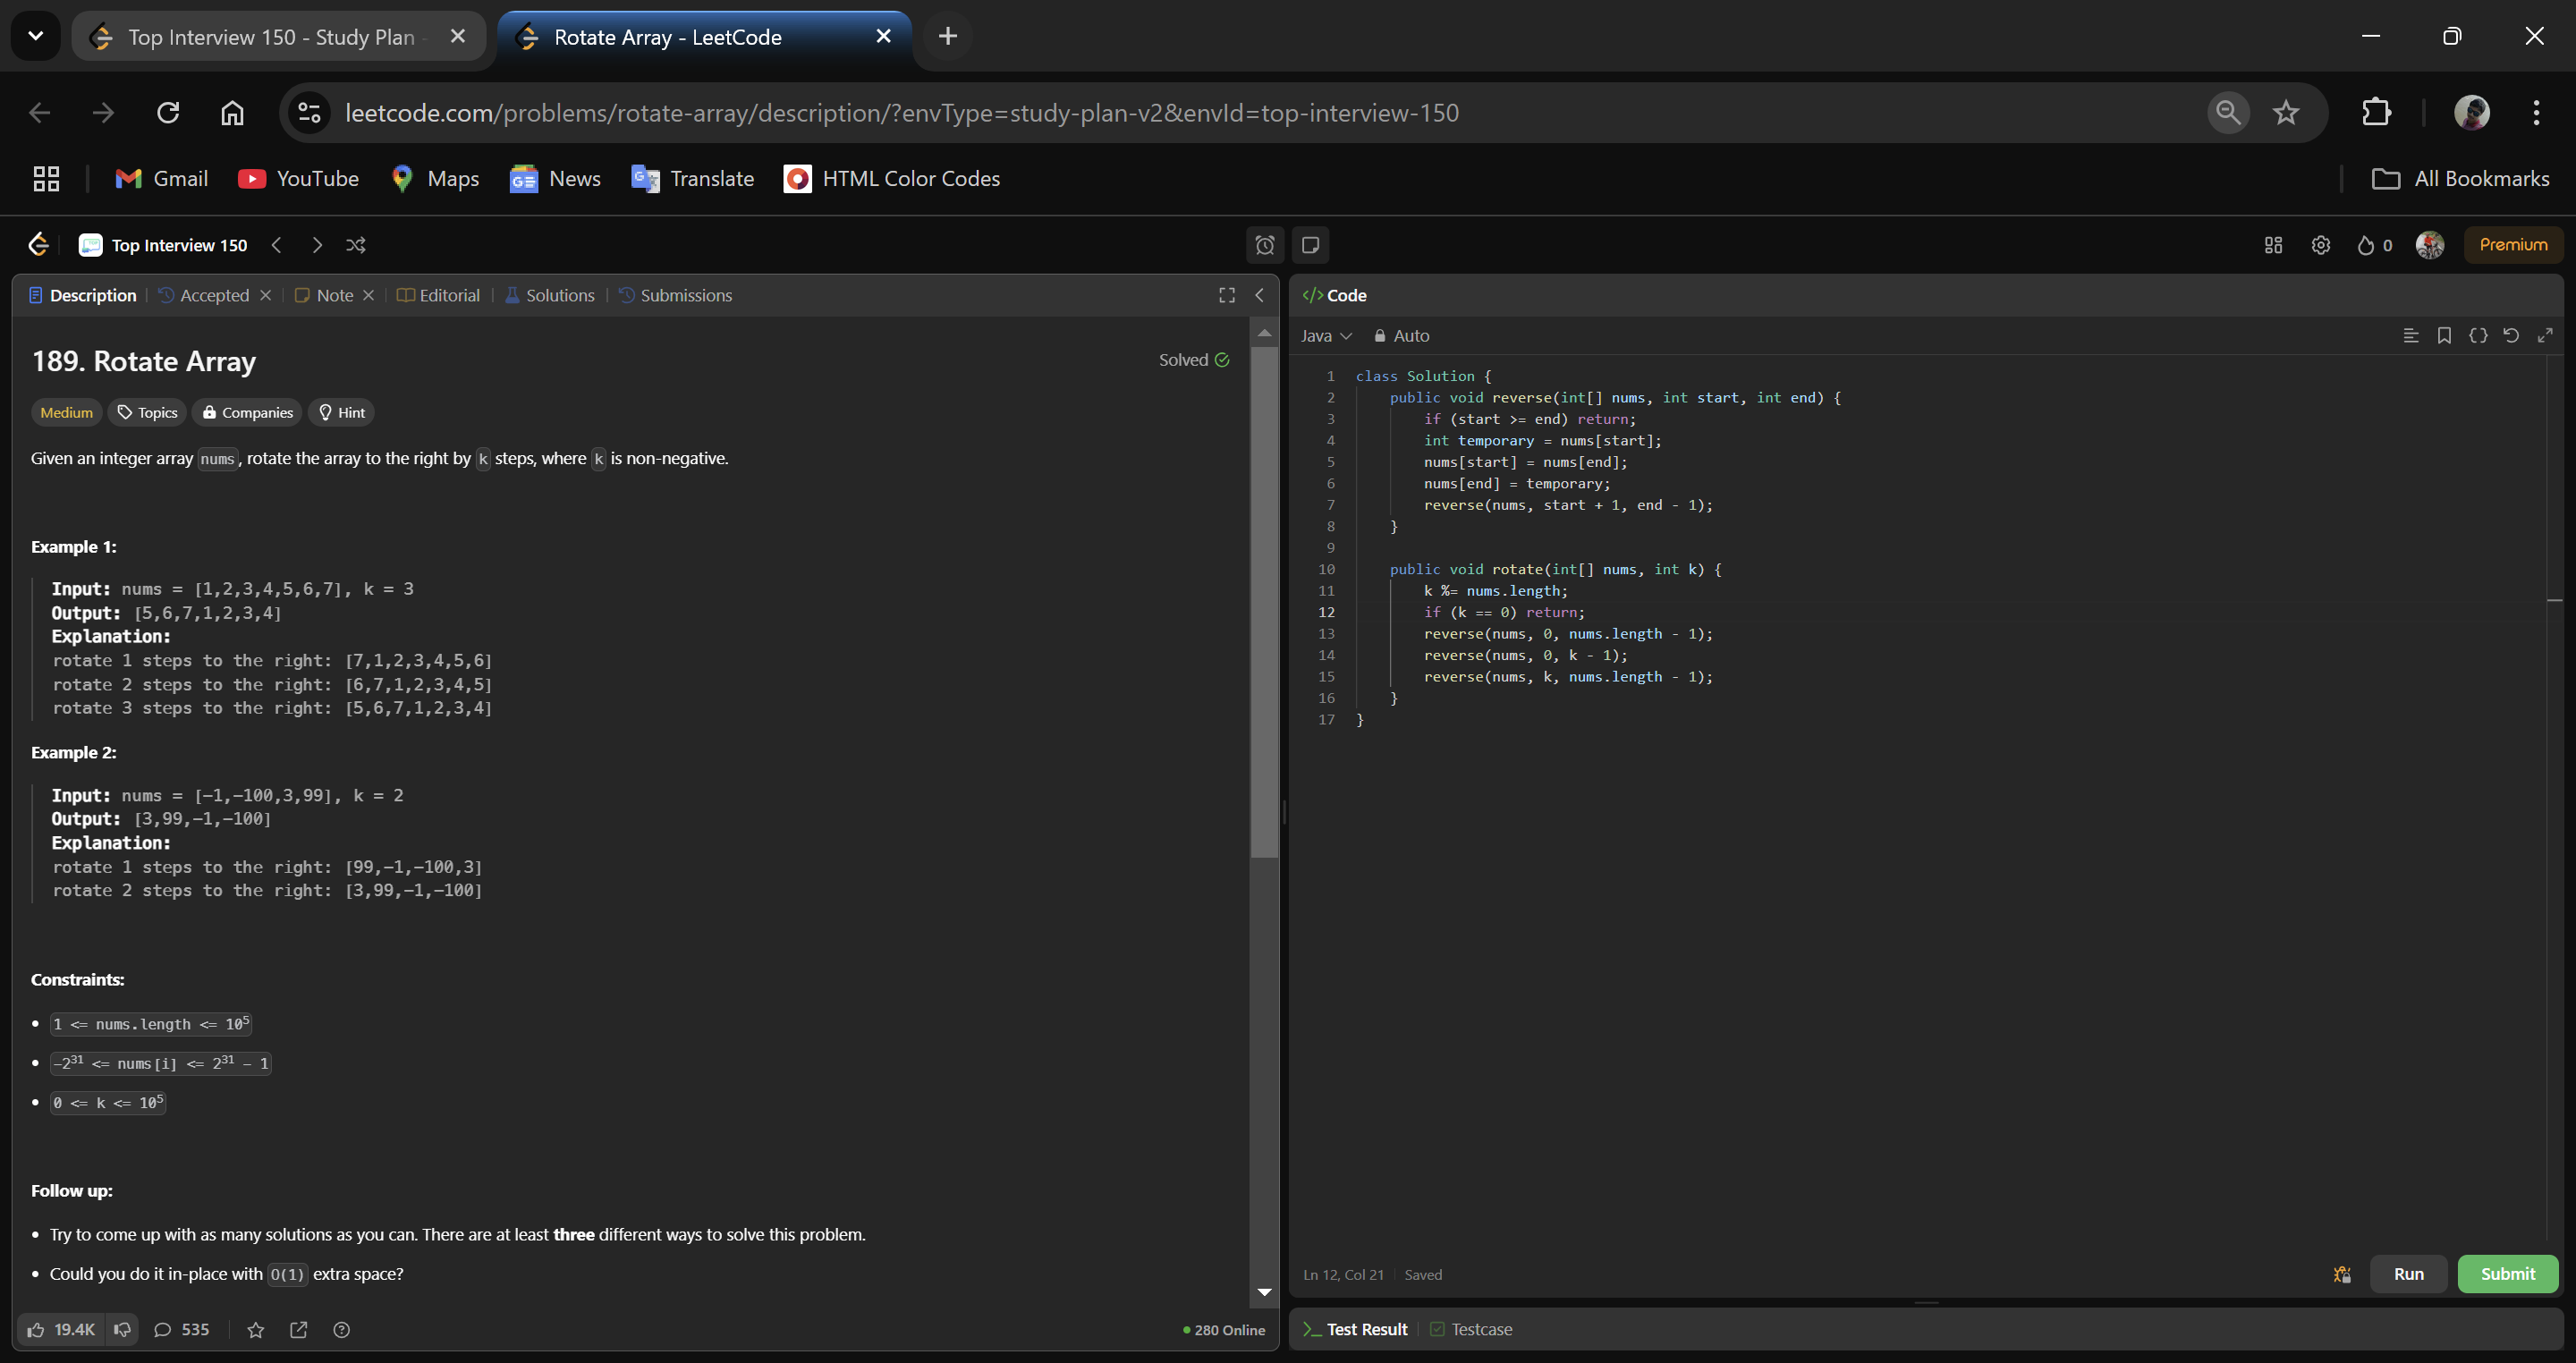 Top Interview 150 - Study Plan -
Rotate Array - LeetCode
leetcode.com/problems/rotate-array/description/?envType=study-plan-v2&envId=top-interview-150
Gmail
YouTube
Maps
News
Translate
HTML Color Codes
All Bookmarks
Top Interview 150
0
Premium
Description
Accepted
Note
Editorial
Solutions
Submissions
189. Rotate Array
Solved
Medium
Topics
Companies
Hint
Given an integer array nums, rotate the array to the right by k steps, where k is non-negative.
Example 1:
Input: nums = [1,2,3,4,5,6,7], k = 3
Output: [5,6,7,1,2,3,4]
Explanation:
rotate 1 steps to the right: [7,1,2,3,4,5,6]
rotate 2 steps to the right: [6,7,1,2,3,4,5]
rotate 3 steps to the right: [5,6,7,1,2,3,4]
Example 2:
Input: nums = [-1,-100,3,99], k = 2
Output: [3,99,-1,-100]
Explanation:
rotate 1 steps to the right: [99,-1,-100,3]
rotate 2 steps to the right: [3,99,-1,-100]
Constraints:
• 1 <= nums.length <= 10⁵
• -2³¹ <= nums[i] <= 2³¹ - 1
• 0 <= k <= 10⁵
Follow up:
• Try to come up with as many solutions as you can. There are at least three different ways to solve this problem.
• Could you do it in-place with O(1) extra space?
19.4K
535
280 Online
</> Code
Java
Auto
1 class Solution {
2     public void reverse(int[] nums, int start, int end) {
3         if (start >= end) return;
4         int temporary = nums[start];
5         nums[start] = nums[end];
6         nums[end] = temporary;
7         reverse(nums, start + 1, end - 1);
8     }
9
10     public void rotate(int[] nums, int k) {
11         k %= nums.length;
12         if (k == 0) return;
13         reverse(nums, 0, nums.length - 1);
14         reverse(nums, 0, k - 1);
15         reverse(nums, k, nums.length - 1);
16     }
17 }
Ln 12, Col 21
Saved
Run
Submit
Test Result
Testcase